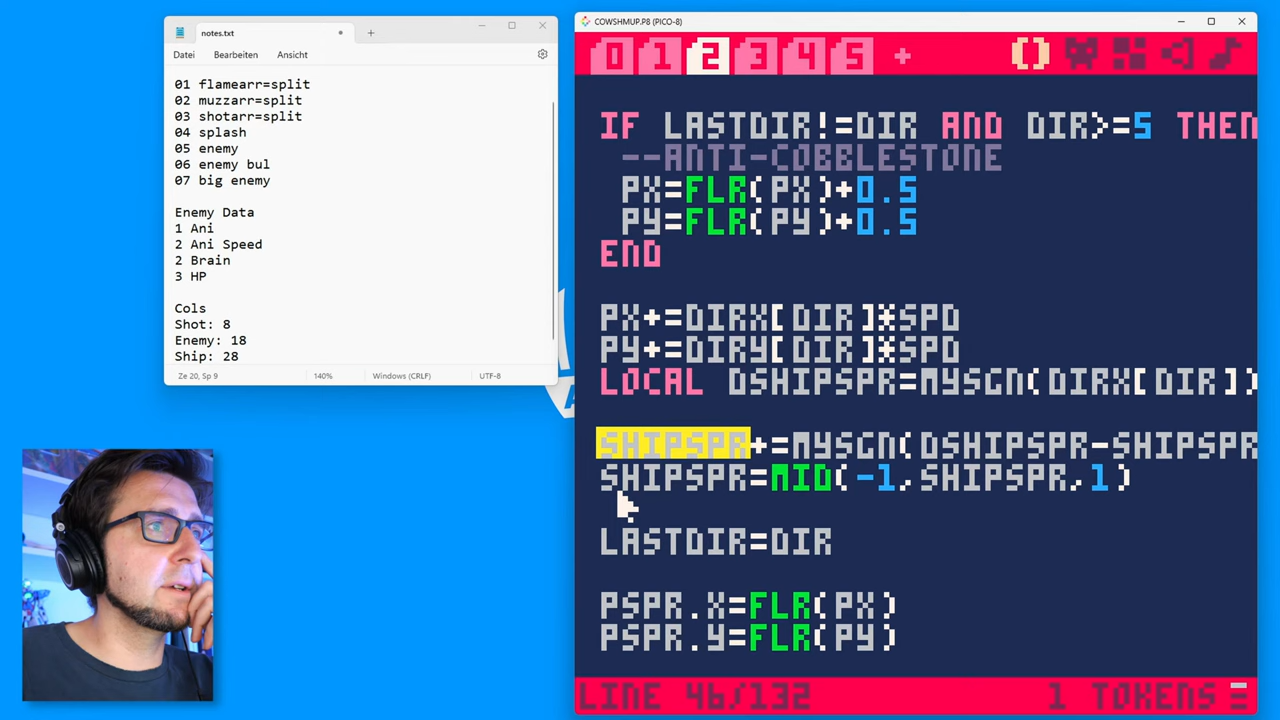 notes.txt
Datei Bearbeiten Ansicht
01 flamearr=split
02 muzzarr=split
03 shotarr=split
04 splash
05 enemy
06 enemy bul
07 big enemy
Enemy Data
1 Ani
2 Ani Speed
2 Brain
3 HP
Cols
Shot: 8
Enemy: 18
Ship: 28
Ze 20, Sp 9 140% Windows (CRLF) UTF-8
COWSHMUP.P8 (PICO-8)
0 1 2 3 4 5 +
IF LASTDIR!=DIR AND DIR>=5 THEN
--ANTI-COBBLESTONE
PX=FLR(PX)+0.5
PY=FLR(PY)+0.5
END
PX+=DIRX[DIR]*SPD
PY+=DIRY[DIR]*SPD
LOCAL DSHIPSPR=MYSGN(DIRX[DIR])
SHIPSPR+=MYSGN(DSHIPSPR-SHIPSPR
SHIPSPR=MID(-1,SHIPSPR,1)
LASTDIR=DIR
PSPR.X=FLR(PX)
PSPR.Y=FLR(PY)
LINE 46/132 1 TOKENS